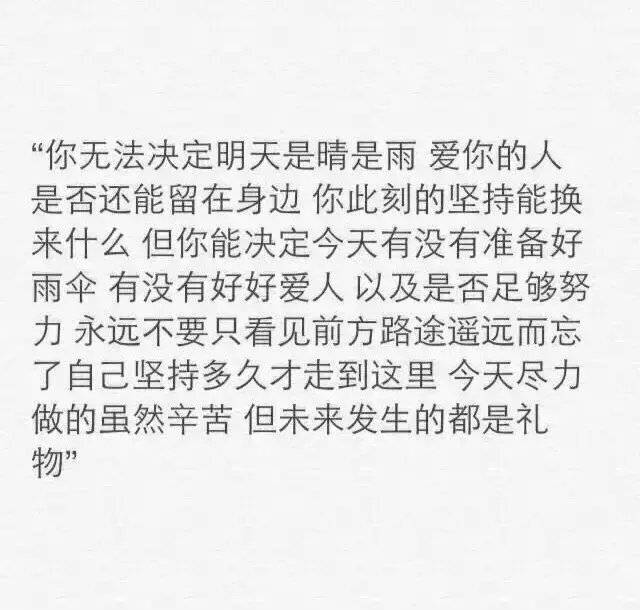 “你无法决定明天是晴是雨 爱你的人
是否还能留在身边 你此刻的坚持能换
来什么 但你能决定今天有没有准备好
雨伞 有没有好好爱人 以及是否足够努
力 永远不要只看见前方路途遥远而忘
了自己坚持多久才走到这里 今天尽力
做的虽然辛苦 但未来发生的都是礼
物”